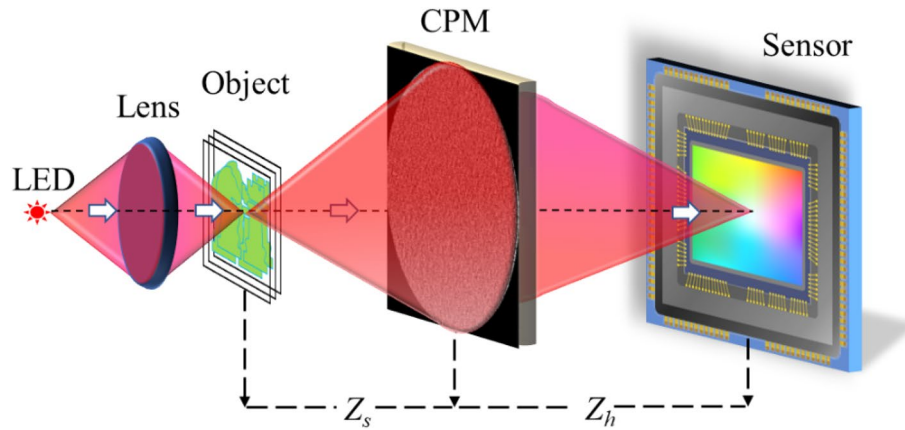 CPM
Sensor
Object
Lens
LED
Z_s
Z_h